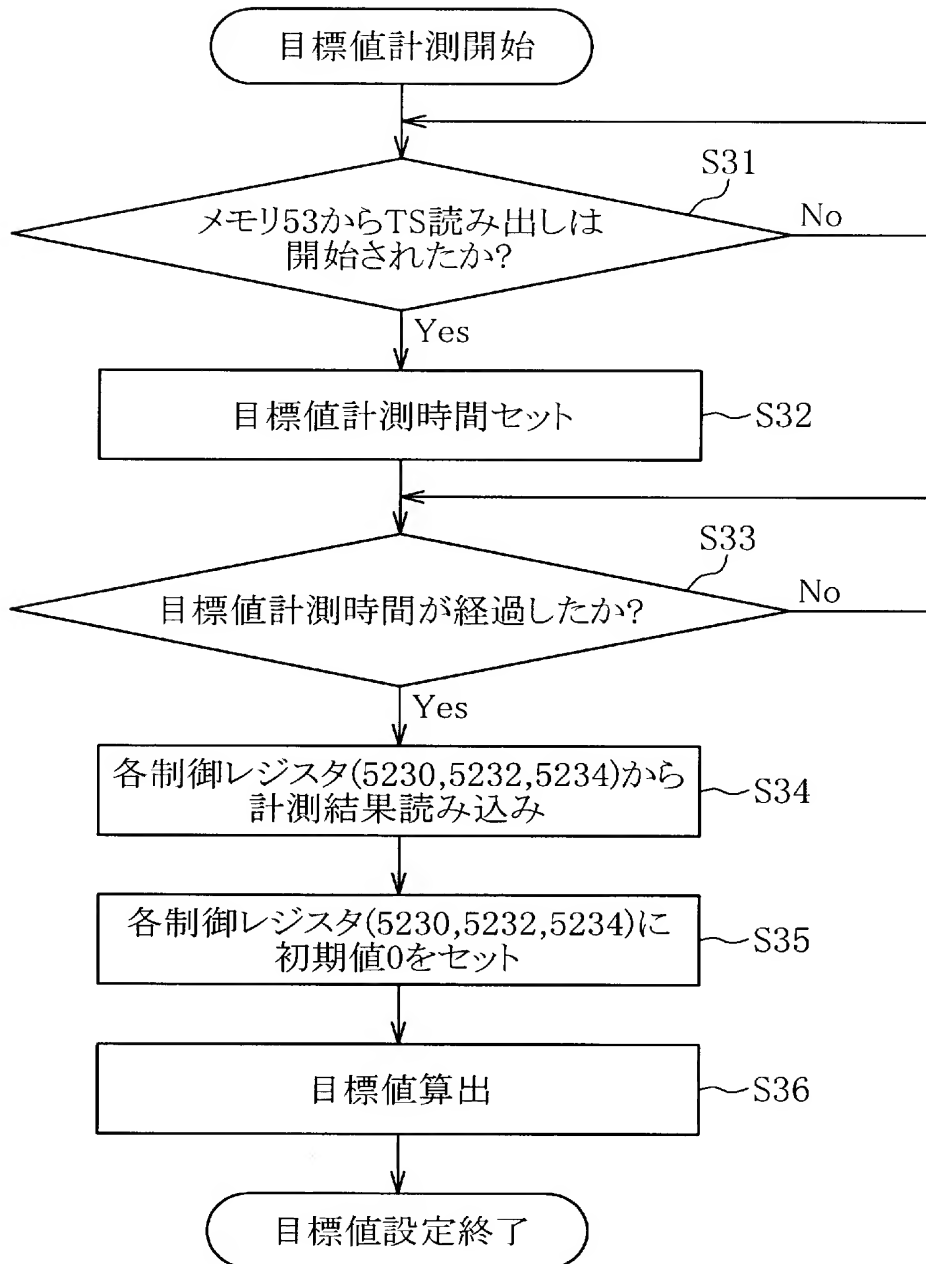 目標値計測開始
S31
メモリ53からTS読み出しは
開始されたか?
No
Yes
目標値計測時間セット
S32
S33
目標値計測時間が経過したか?
No
Yes
各制御レジスタ(5230,5232,5234)から
計測結果読み込み
S34
各制御レジスタ(5230,5232,5234)に
初期値0をセット
S35
目標値算出
S36
目標値設定終了